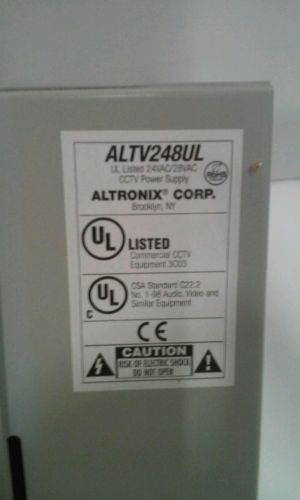 ALTV248UL
UL Listed 24VAC/28VAC
CCTV Power Supply
RoHS
ALTRONIX® CORP.
Brooklyn, NY
UL
LISTED
Commercial CCTV
Equipment 3C03
UL
C
CSA Standard C22.2
No. 1-98 Audio, Video and
Similar Equipment
CE
CAUTION
RISK OF ELECTRIC SHOCK
DO NOT OPEN